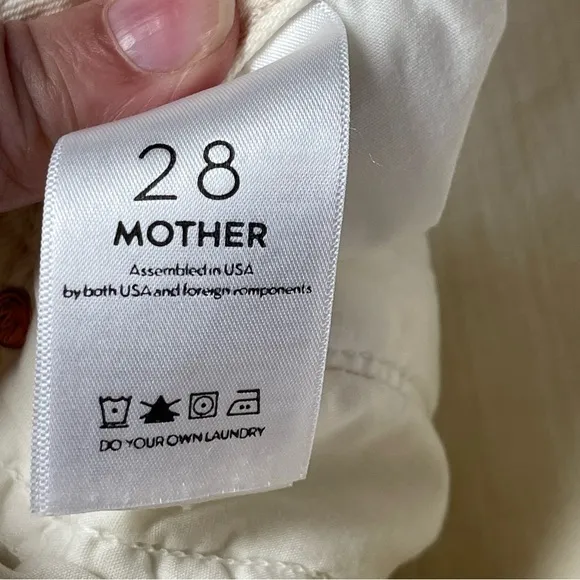 28
MOTHER
Assembled in USA
by both USA and foreign components
DO YOUR OWN LAUNDRY